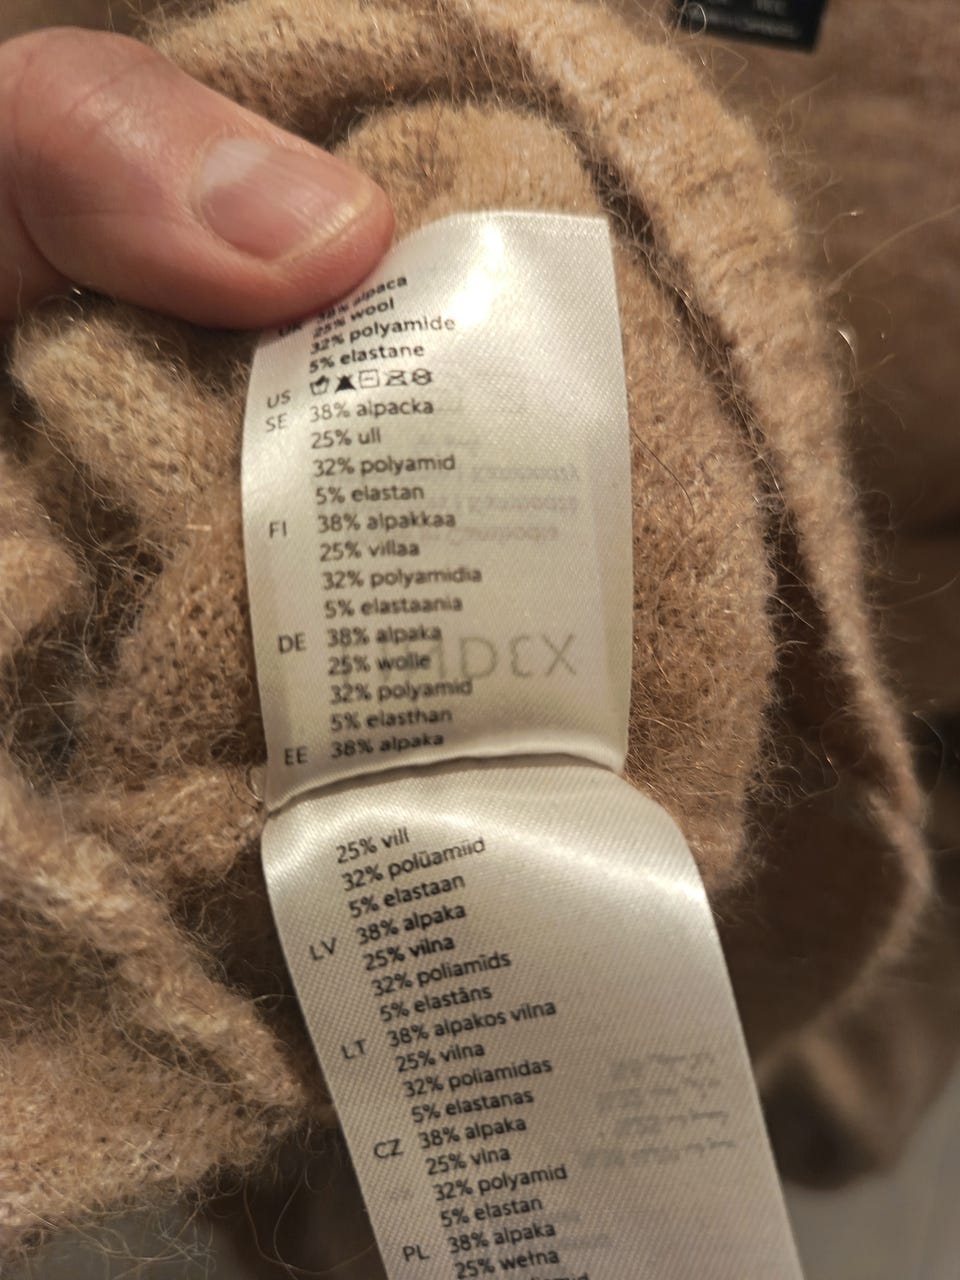 38% alpaca
25% wool
32% polyamide
5% elastane
US
SE 38% alpacka
25% ull
32% polyamid
5% elastan
FI 38% alpakkaa
25% villaa
32% polyamidia
5% elastaania
DE 38% alpaka
25% wolle
32% polyamid
5% elasthan
EE 38% alpaka
25% vill
32% polüamiid
5% elastaan
LV 38% alpaka
25% vilna
32% poliamīds
5% elastāns
LT 38% alpakos vilna
25% vilna
32% poliamidas
5% elastanas
CZ 38% alpaka
25% vlna
32% polyamid
5% elastan
PL 38% alpaka
25% wełna